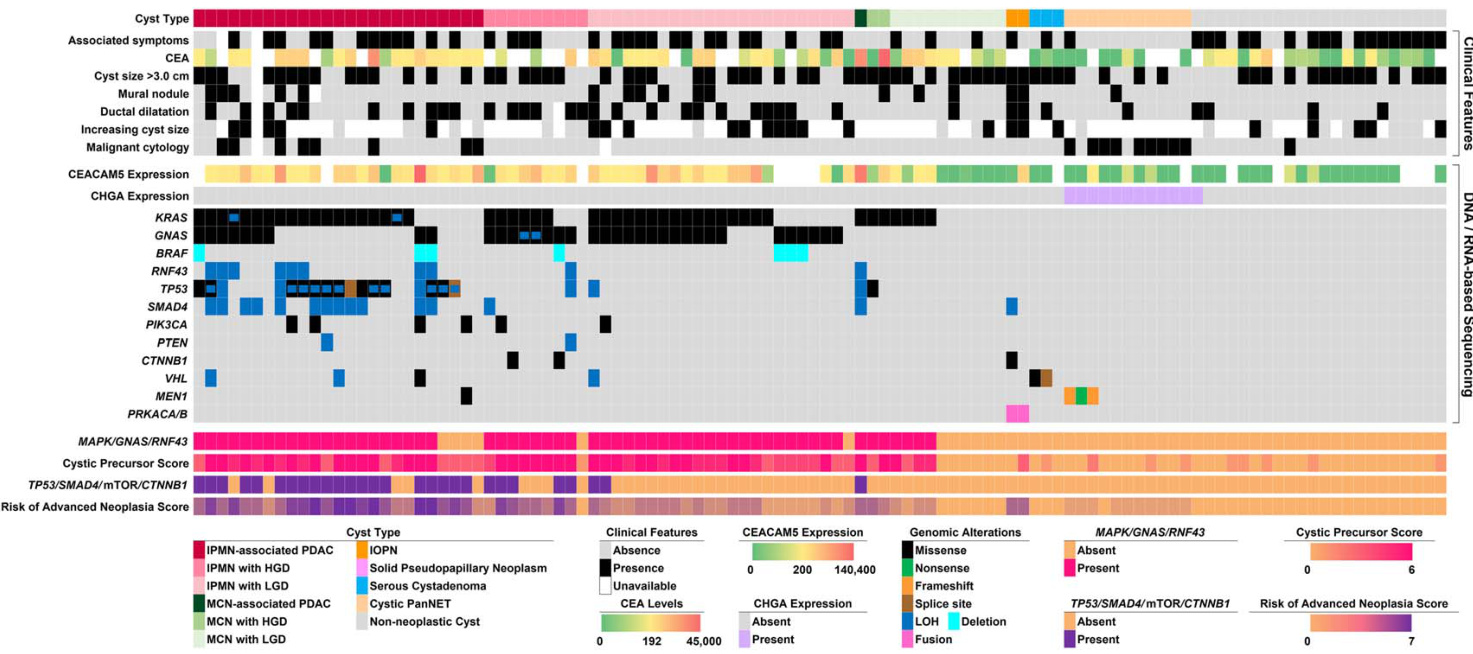 Cyst Type
Associated symptoms
CEA
Cyst size >3.0 cm
Mural nodule
Ductal dilatation
Increasing cyst size
Malignant cytology
Clinical Features
CEACAM5 Expression
CHGA Expression
KRAS
GNAS
BRAF
RNF43
TP53
SMAD4
PIK3CA
PTEN
CTNNB1
VHL
MEN1
PRKACA/B
DNA / RNA-based Sequencing
MAPK/GNAS/RNF43
Cystic Precursor Score
TP53/SMAD4/mTOR/CTNNB1
Risk of Advanced Neoplasia Score
Cyst Type
IPMN-associated PDAC
IPMN with HGD
IPMN with LGD
MCN-associated PDAC
MCN with HGD
MCN with LGD
IOPN
Solid Pseudopapillary Neoplasm
Serous Cystadenoma
Cystic PanNET
Non-neoplastic Cyst
Clinical Features
Absence
Presence
Unavailable
CEA Levels
0 192 45,000
CEACAM5 Expression
0 200 140,400
CHGA Expression
Absent
Present
Genomic Alterations
Missense
Nonsense
Frameshift
Splice site
LOH Deletion
Fusion
MAPK/GNAS/RNF43
Absent
Present
TP53/SMAD4/mTOR/CTNNB1
Absent
Present
Cystic Precursor Score
0 6
Risk of Advanced Neoplasia Score
0 7